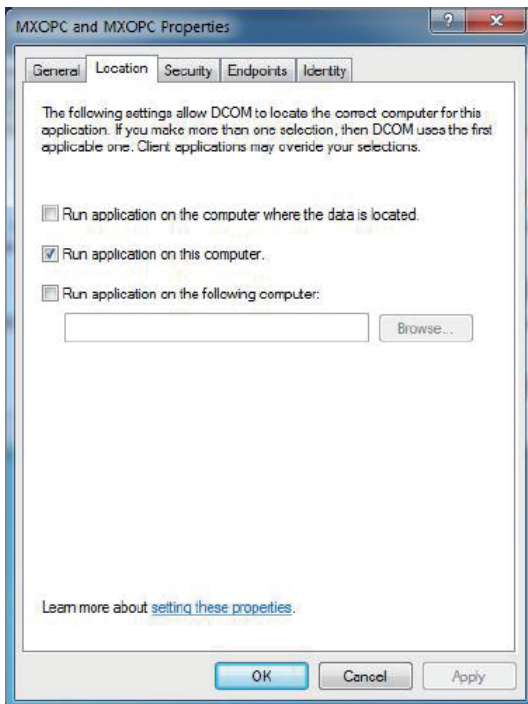 MXOPC and MXOPC Properties
?
General Location Security Endpoints Identity
The following settings allow DCOM to locate the correct computer for this
application. If you make more than one selection, then DCOM uses the first
applicable one. Client applications may overide your selections.
Run application on the computer where the data is located.
Run application on this computer.
Run application on the following computer:
Browse...
Learn more about setting these properties.
OK Cancel Apply